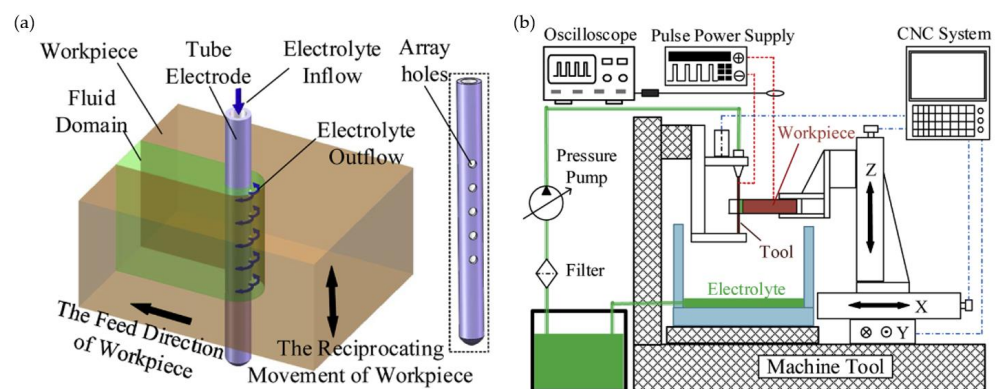 (a)
Workpiece
Tube
Electrode
Electrolyte
Inflow
Array
holes
Fluid
Domain
Electrolyte
Outflow
The Feed Direction
of Workpiece
The Reciprocating
Movement of Workpiece
(b)
Oscilloscope
Pulse Power Supply
CNC System
Workpiece
Pressure
Pump
Z
Tool
Filter
Electrolyte
X
Y
Machine Tool